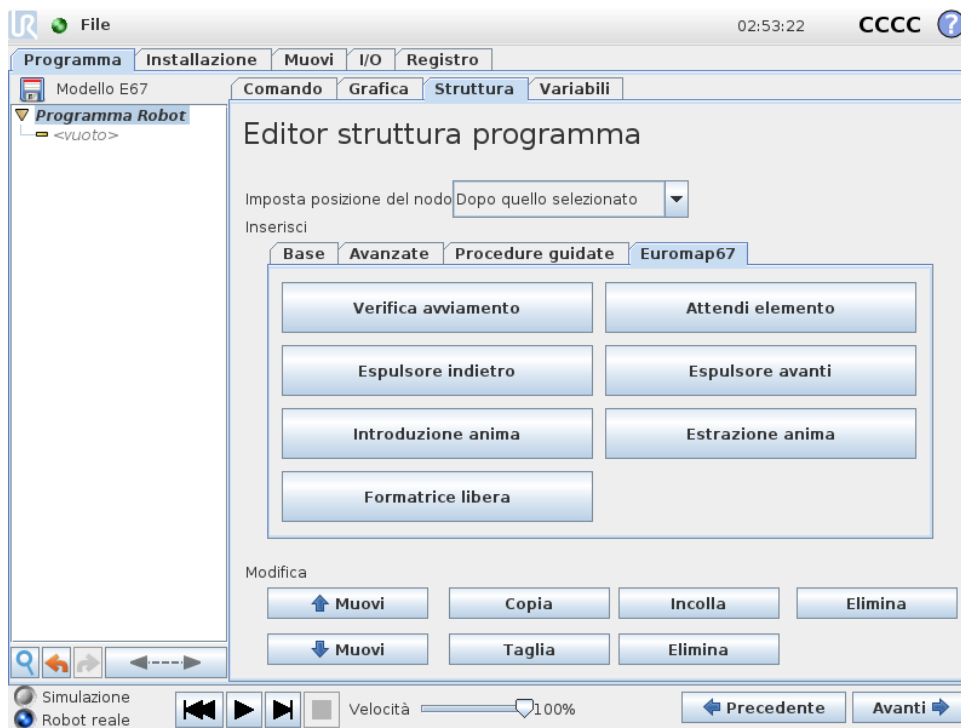 UR File 02:53:22 CCCC ?
Programma Installazione Muovi I/O Registro
Modello E67 Comando Grafica Struttura Variabili
Programma Robot
<vuoto>
Editor struttura programma
Imposta posizione del nodo Dopo quello selezionato
Inserisci
Base Avanzate Procedure guidate Euromap67
Verifica avviamento Attendi elemento
Espulsore indietro Espulsore avanti
Introduzione anima Estrazione anima
Formatrice libera
Modifica
Muovi Copia Incolla Elimina
Muovi Taglia Elimina
Simulazione
Robot reale
Velocità 100% Precedente Avanti